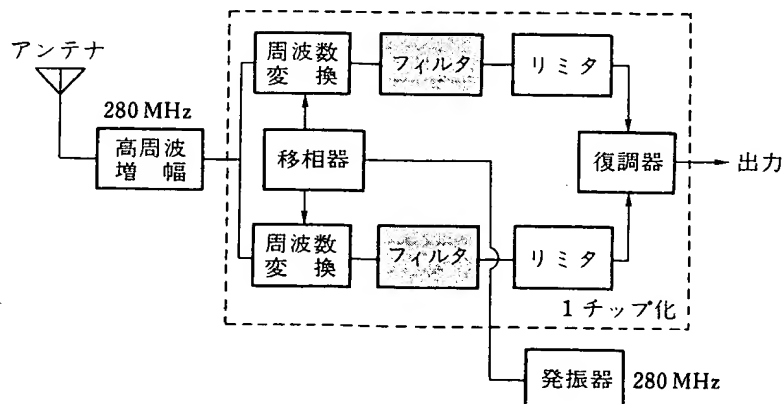 アンテナ
280 MHz
高周波
増 幅
周波数
変 換
フィルタ
リミタ
移相器
復調器
出力
周波数
変 換
フィルタ
リミタ
1チップ化
発振器
280 MHz